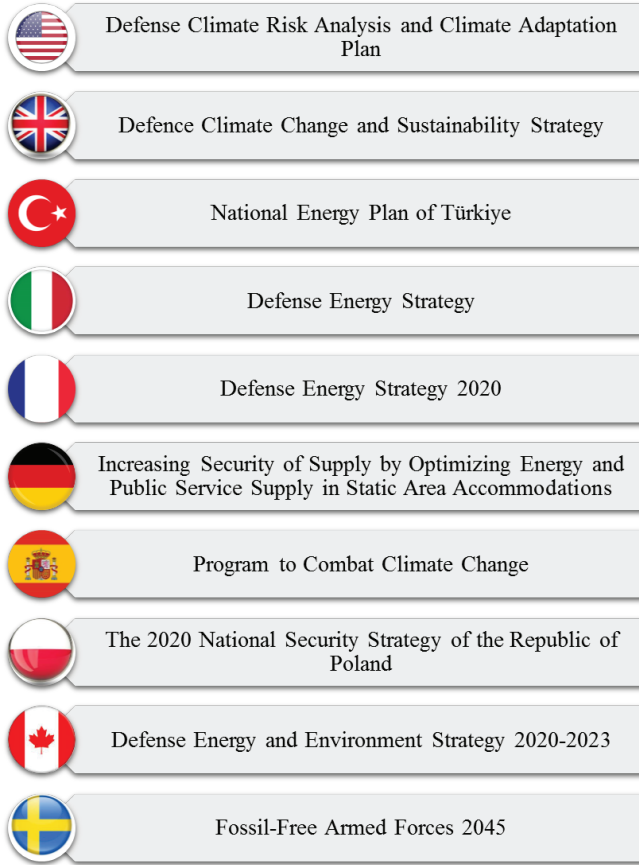 Defense Climate Risk Analysis and Climate Adaptation
Plan
Defence Climate Change and Sustainability Strategy
National Energy Plan of Türkiye
Defense Energy Strategy
Defense Energy Strategy 2020
Increasing Security of Supply by Optimizing Energy and
Public Service Supply in Static Area Accommodations
Program to Combat Climate Change
The 2020 National Security Strategy of the Republic of
Poland
Defense Energy and Environment Strategy 2020-2023
Fossil-Free Armed Forces 2045